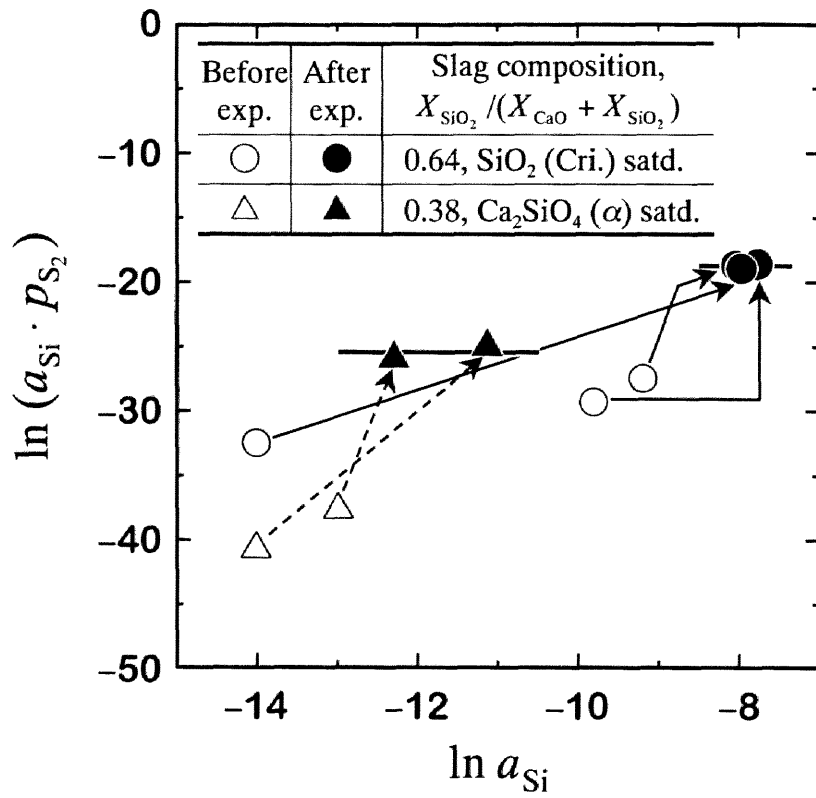 0
−10
−20
−30
−40
−50
ln (a_Si · p_S₂)
Before exp.
After exp.
Slag composition,
X_SiO₂ /(X_CaO + X_SiO₂)
0.64, SiO₂ (Cri.) satd.
0.38, Ca₂SiO₄ (α) satd.
−14 −12 −10 −8
ln a_Si